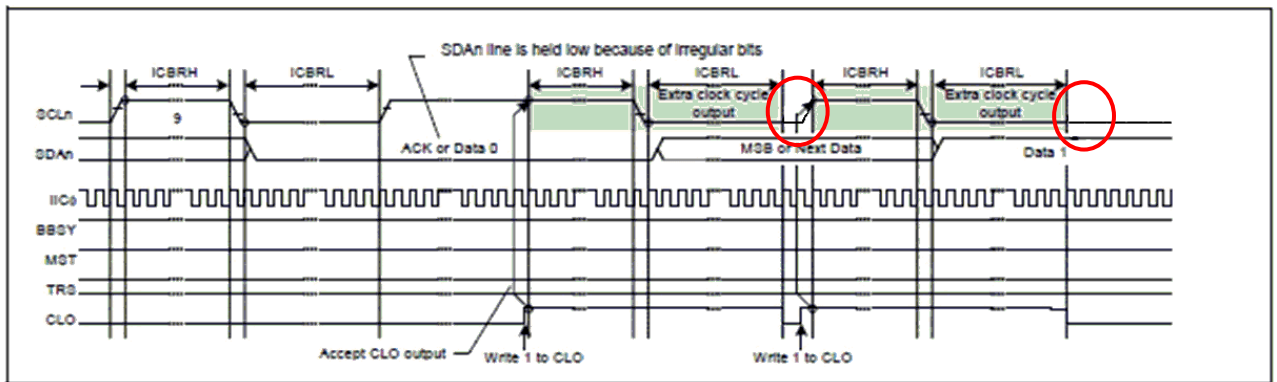 SDAn line is held low because of irregular bits
ICBRH ICBRL ICBRH ICBRL ICBRH ICBRL
Extra clock cycle output
Extra clock cycle output
SCLn
9
SDAn
ACK or Data 0
MSB or Next Data
Data 1
IICφ
BBSY
MST
TRS
CLO
Accept CLO output
Write 1 to CLO
Write 1 to CLO